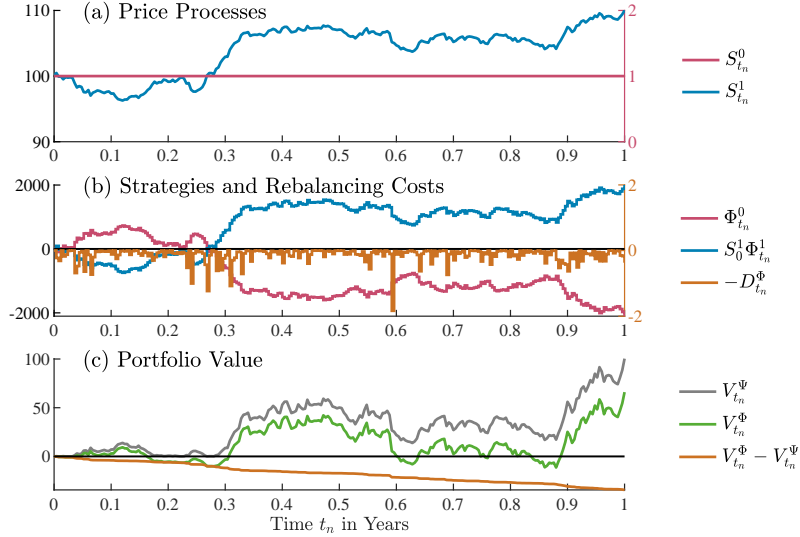 (a) Price Processes
110
100
90
2
1
0
0 0.1 0.2 0.3 0.4 0.5 0.6 0.7 0.8 0.9 1
S^0_{t_n}
S^1_{t_n}
(b) Strategies and Rebalancing Costs
2000
0
-2000
2
0
-2
0 0.1 0.2 0.3 0.4 0.5 0.6 0.7 0.8 0.9 1
Φ^0_{t_n}
S^1_0Φ^1_{t_n}
−D^Φ_{t_n}
(c) Portfolio Value
100
50
0
0 0.1 0.2 0.3 0.4 0.5 0.6 0.7 0.8 0.9 1
Time t_n in Years
V^Ψ_{t_n}
V^Φ_{t_n}
V^Φ_{t_n} − V^Ψ_{t_n}